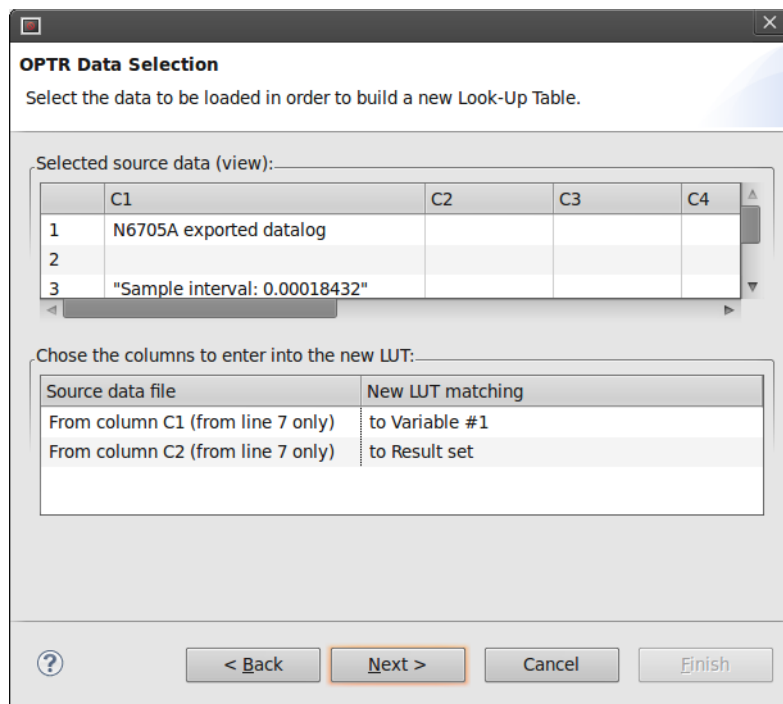 OPTR Data Selection
Select the data to be loaded in order to build a new Look-Up Table.
Selected source data (view):
C1 C2 C3 C4
1 N6705A exported datalog
2
3 "Sample interval: 0.00018432"
Chose the columns to enter into the new LUT:
Source data file New LUT matching
From column C1 (from line 7 only) to Variable #1
From column C2 (from line 7 only) to Result set
? < Back Next > Cancel Finish